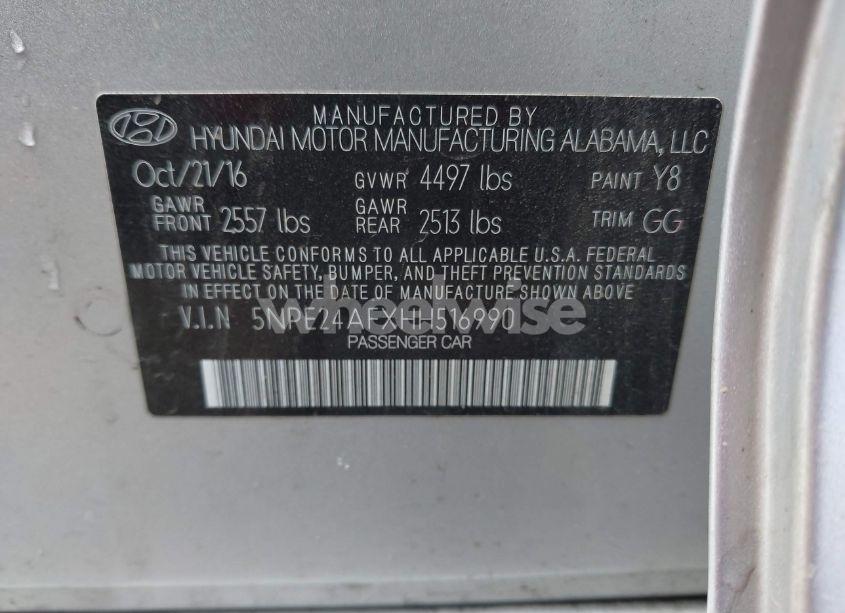 MANUFACTURED BY
HYUNDAI MOTOR MANUFACTURING ALABAMA, LLC
Oct/21/16 GVWR 4497 lbs PAINT Y8
GAWR FRONT 2557 lbs GAWR REAR 2513 lbs TRIM GG
THIS VEHICLE CONFORMS TO ALL APPLICABLE U.S.A. FEDERAL
MOTOR VEHICLE SAFETY, BUMPER, AND THEFT PREVENTION STANDARDS
IN EFFECT ON THE DATE OF MANUFACTURE SHOWN ABOVE
V.I.N 5NPE24AFXHH516990
PASSENGER CAR
wheelwise